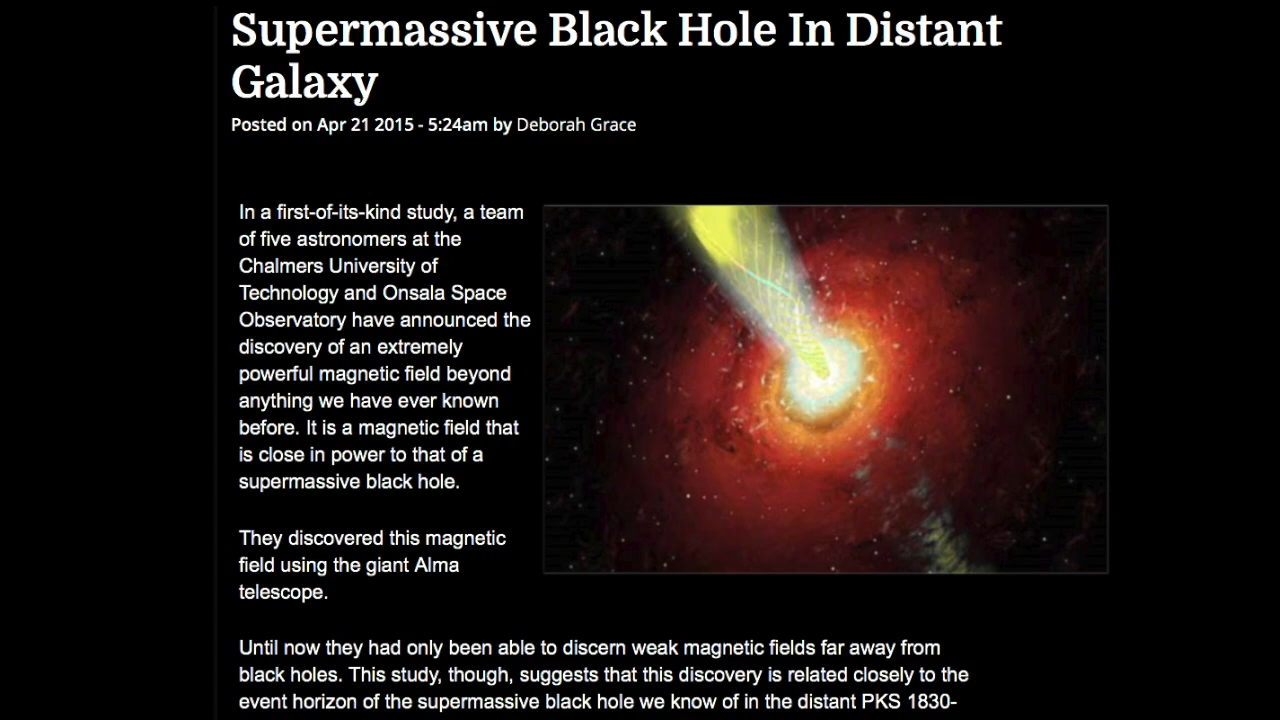 Supermassive Black Hole In Distant
Galaxy
Posted on Apr 21 2015 - 5:24am by Deborah Grace
In a first-of-its-kind study, a team
of five astronomers at the
Chalmers University of
Technology and Onsala Space
Observatory have announced the
discovery of an extremely
powerful magnetic field beyond
anything we have ever known
before. It is a magnetic field that
is close in power to that of a
supermassive black hole.
They discovered this magnetic
field using the giant Alma
telescope.
Until now they had only been able to discern weak magnetic fields far away from
black holes. This study, though, suggests that this discovery is related closely to the
event horizon of the supermassive black hole we know of in the distant PKS 1830-